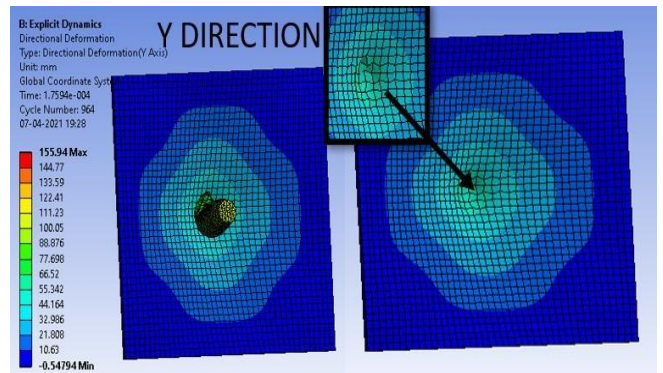 B: Explicit Dynamics
Directional Deformation
Type: Directional Deformation(Y Axis)
Unit: mm
Global Coordinate Syst
Time: 1.7594e-004
Cycle Number: 964
07-04-2021 19:28
Y DIRECTION
155.94 Max
144.77
133.59
122.41
111.23
100.05
88.876
77.698
66.52
55.342
44.164
32.986
21.808
10.63
-0.54794 Min